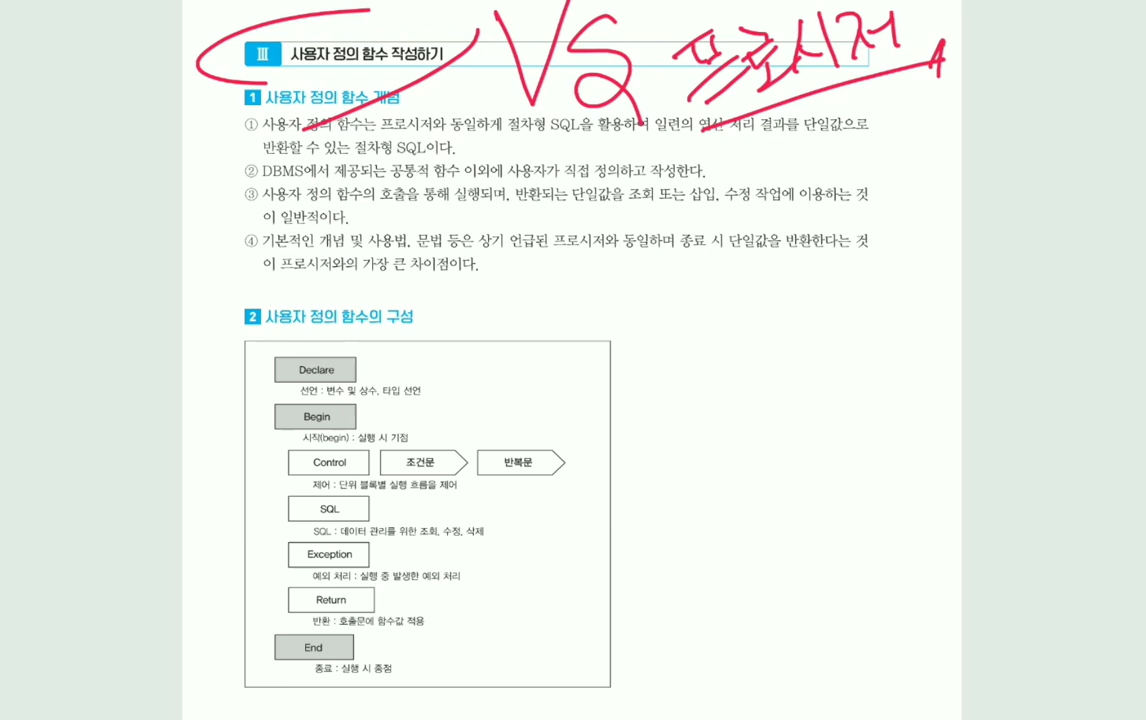 Ⅲ 사용자 정의 함수 작성하기 VS 프로시저
1 사용자 정의 함수 개념
① 사용자 정의 함수는 프로시저와 동일하게 절차형 SQL을 활용하여 일련의 연산 처리 결과를 단일값으로
반환할 수 있는 절차형 SQL이다.
② DBMS에서 제공되는 공통적 함수 이외에 사용자가 직접 정의하고 작성한다.
③ 사용자 정의 함수의 호출을 통해 실행되며, 반환되는 단일값을 조회 또는 삽입, 수정 작업에 이용하는 것
이 일반적이다.
④ 기본적인 개념 및 사용법, 문법 등은 상기 언급된 프로시저와 동일하며 종료 시 단일값을 반환한다는 것
이 프로시저와의 가장 큰 차이점이다.
2 사용자 정의 함수의 구성
Declare
선언 : 변수 및 상수, 타입 선언
Begin
시작(begin) : 실행 시 기점
Control 조건문 반복문
제어 : 단위 블록별 실행 흐름을 제어
SQL
SQL : 데이터 관리를 위한 조회, 수정, 삭제
Exception
예외 처리 : 실행 중 발생한 예외 처리
Return
반환 : 호출문에 함수값 적용
End
종료 : 실행 시 종점